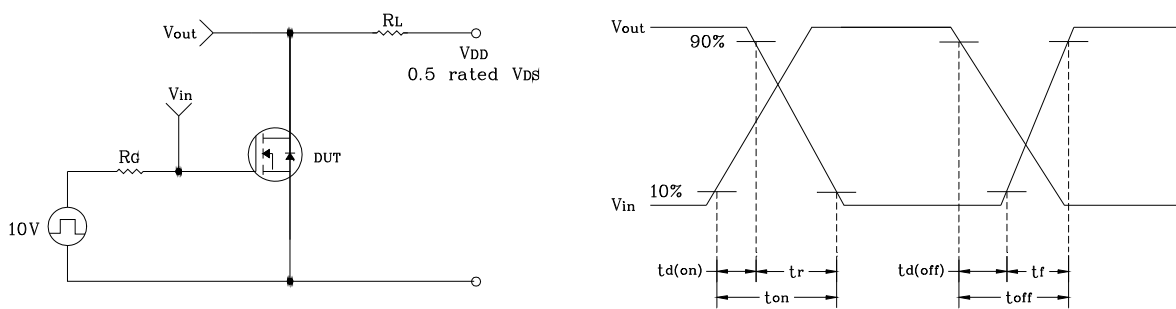 Vout
RL
VDD
0.5 rated VDS
Vin
RG
DUT
10V
Vout
90%
10%
Vin
td(on)
tr
td(off)
tf
ton
toff